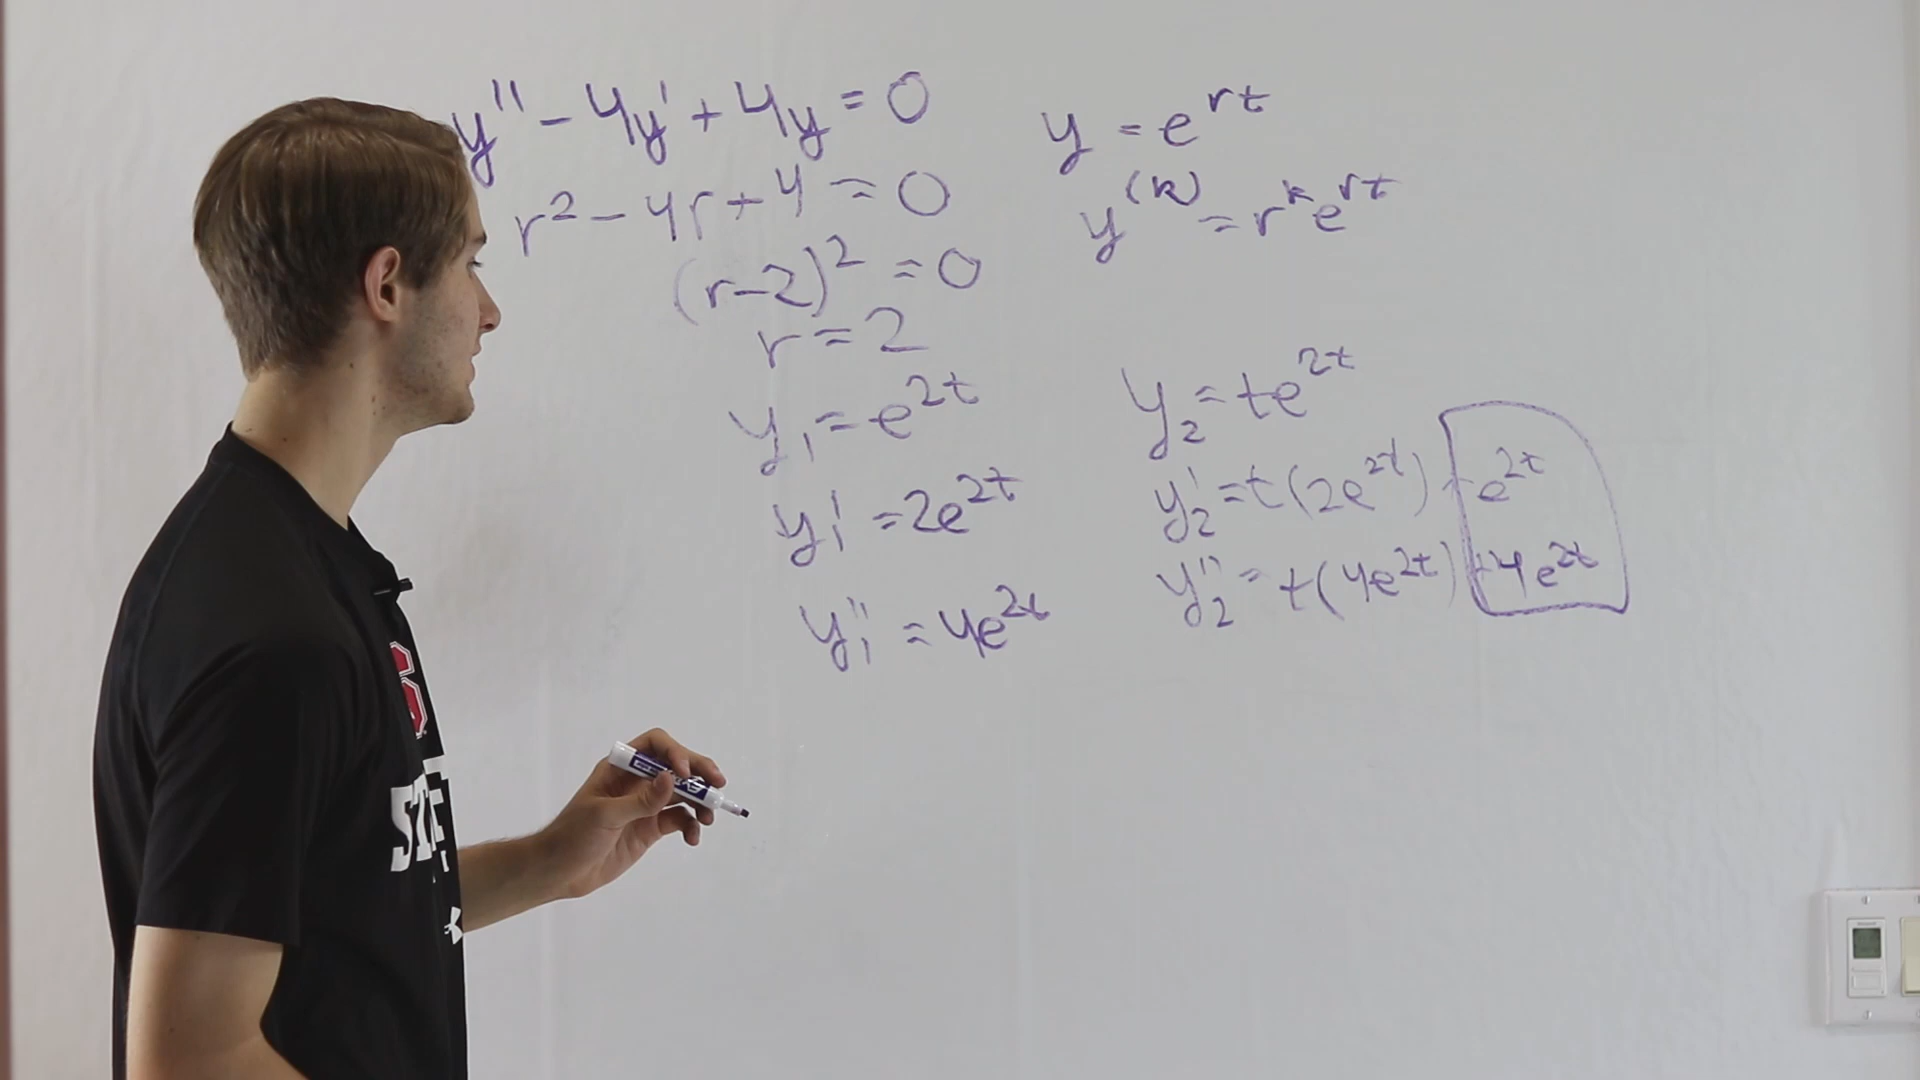 y'' - 4y' + 4y = 0
r² - 4r + 4 = 0
(r-2)² = 0
r = 2
y₁ = e^{2t}
y₁' = 2e^{2t}
y₁'' = 4e^{2t}
y = e^{rt}
y^{(k)} = r^k e^{rt}
y₂ = te^{2t}
y₂' = t(2e^{2t}) + e^{2t}
y₂'' = t(4e^{2t}) + 4e^{2t}